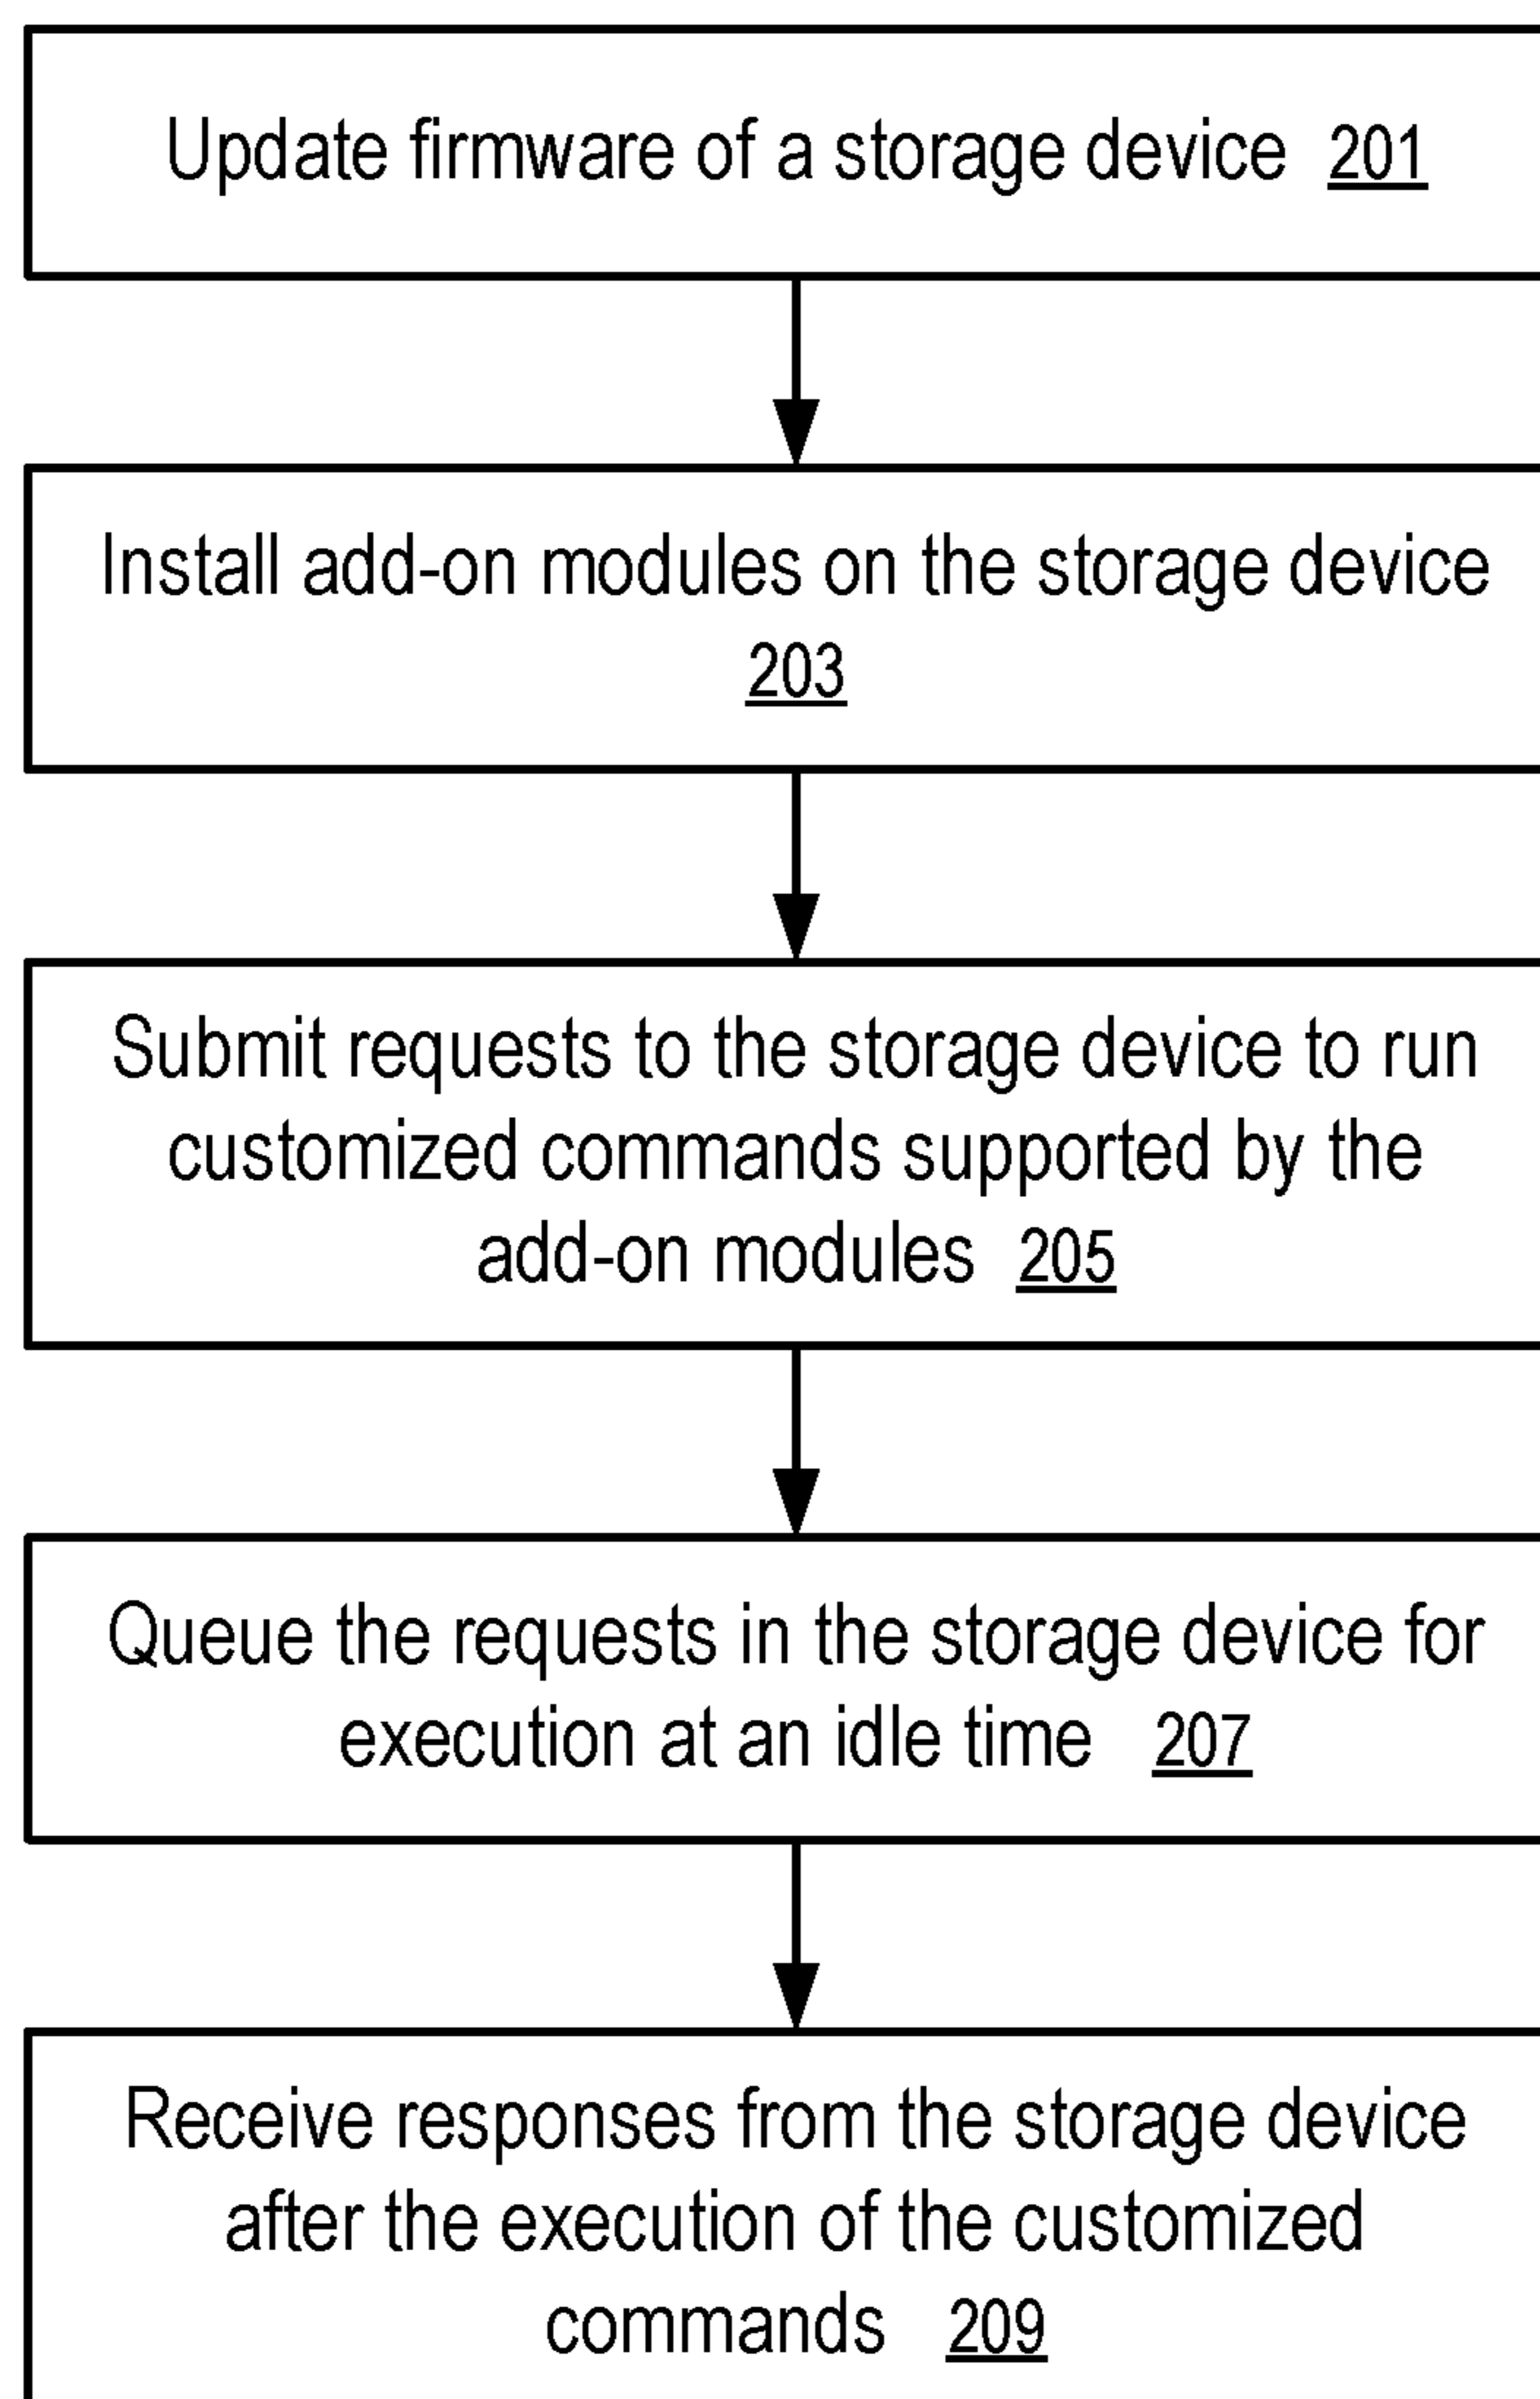 Update firmware of a storage device 201
Install add-on modules on the storage device
203
Submit requests to the storage device to run
customized commands supported by the
add-on modules 205
Queue the requests in the storage device for
execution at an idle time 207
Receive responses from the storage device
after the execution of the customized
commands 209